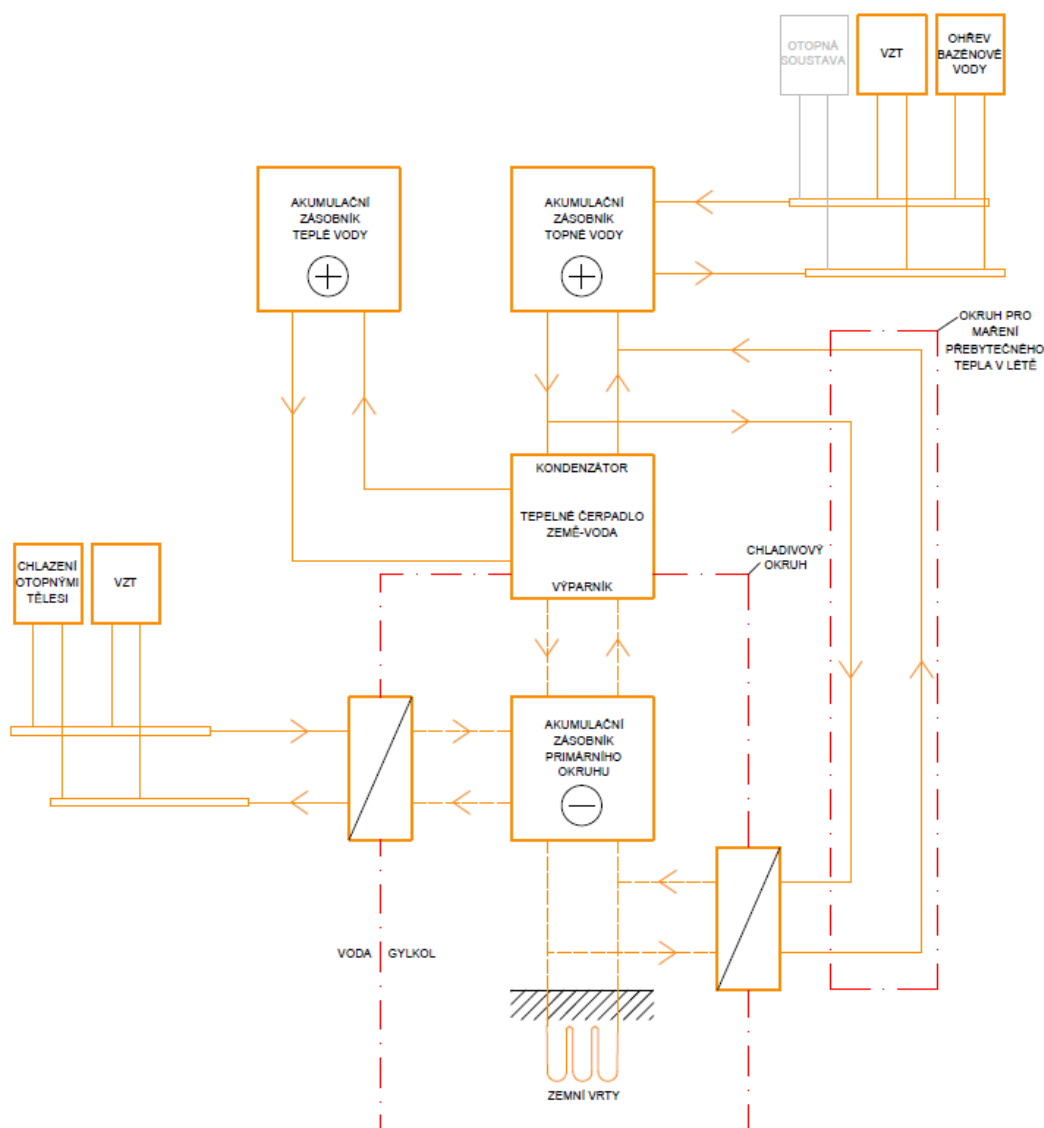 OTOPNÁ
SOUSTAVA
VZT
OHŘEV
BAZÉNOVÉ
VODY
AKUMULAČNÍ
ZÁSOBNÍK
TEPLÉ VODY
AKUMULAČNÍ
ZÁSOBNÍK
TOPNÉ VODY
OKRUH PRO
MAŘENÍ
PŘEBYTEČNÉHO
TEPLA V LÉTĚ
KONDENZÁTOR
TEPELNÉ ČERPADLO
ZEMĚ-VODA
VÝPARNÍK
CHLADIVOVÝ
OKRUH
CHLAZENÍ
OTOPNÝMI
TĚLESI
VZT
AKUMULAČNÍ
ZÁSOBNÍK
PRIMÁRNÍHO
OKRUHU
VODA
GYLKOL
ZEMNÍ VRTY